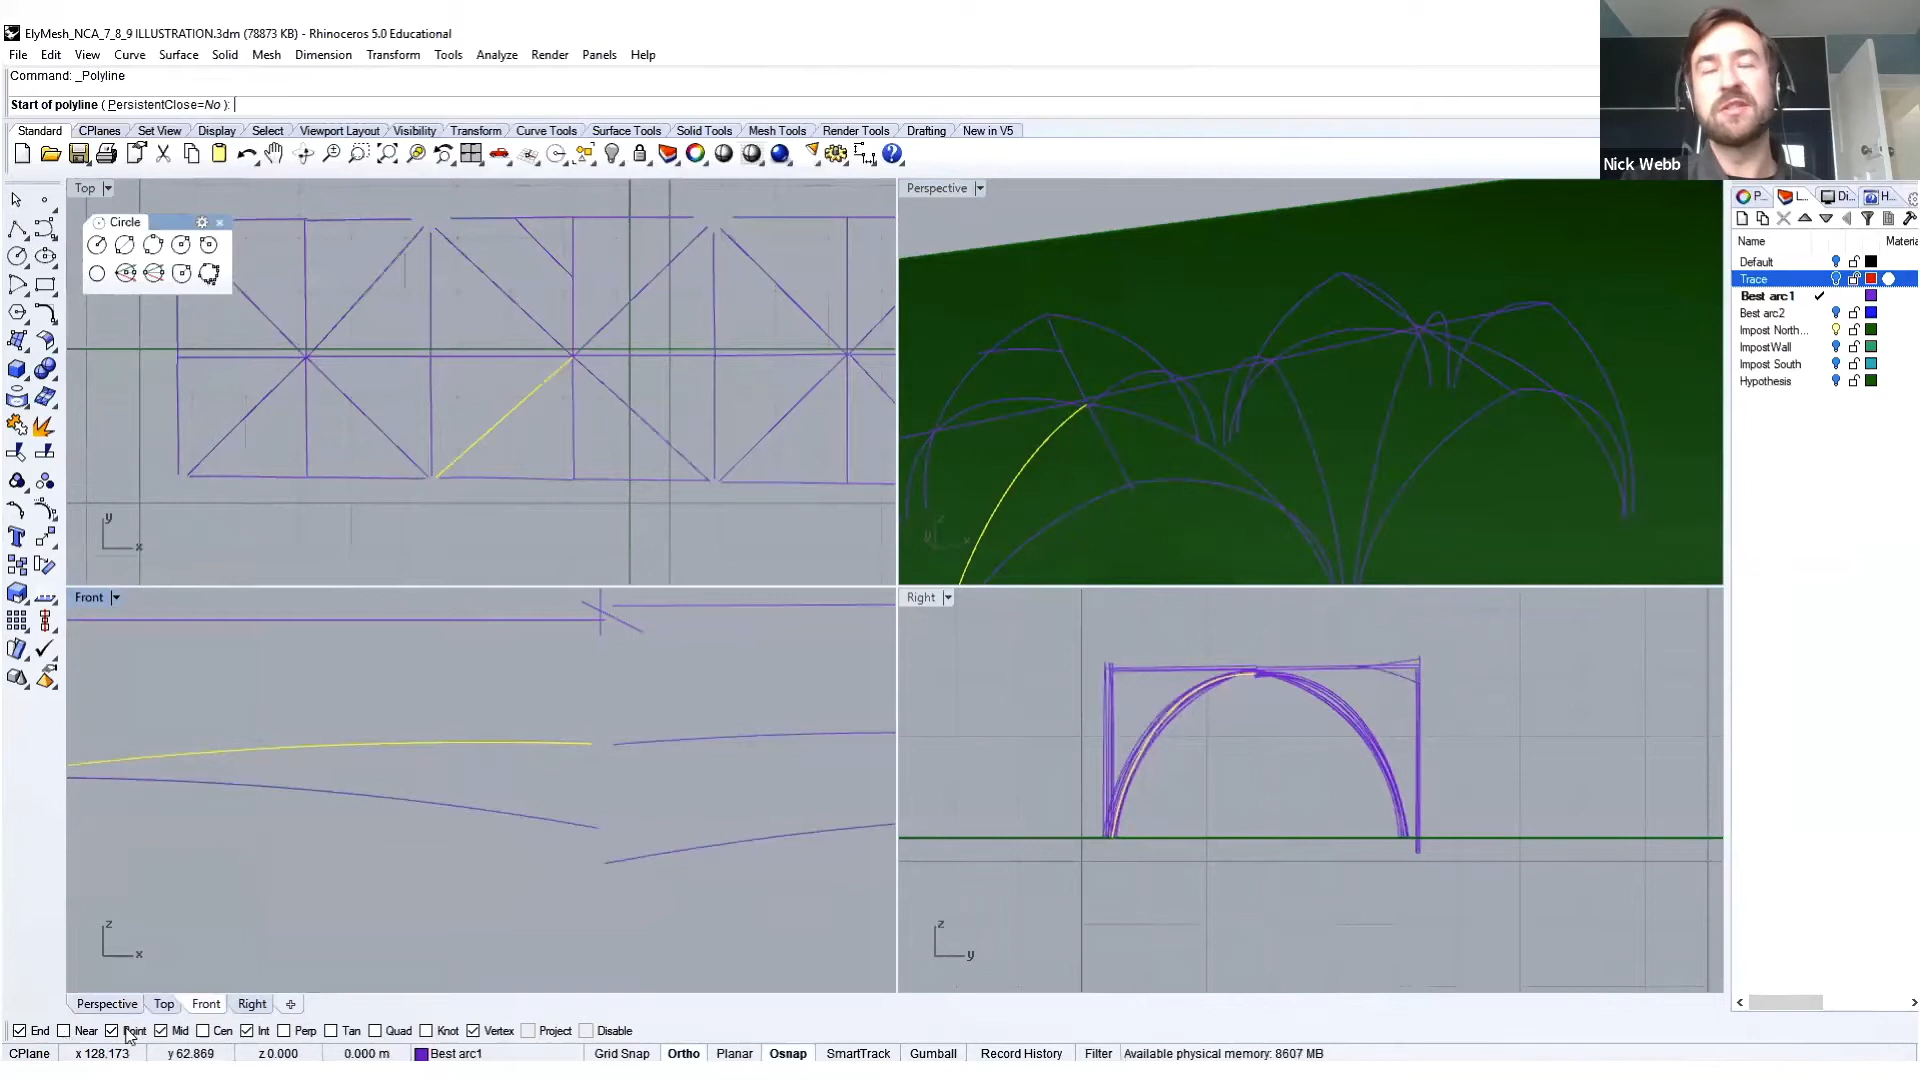 ElyMesh_NCA_7_8_9 ILLUSTRATION.3dm (78873 KB) - Rhinoceros 5.0 Educational
File Edit View Curve Surface Solid Mesh Dimension Transform Tools Analyze Render Panels Help
Command: _Polyline
Start of polyline ( PersistentClose=No ):
Standard CPlanes Set View Display Select Viewport Layout Visibility Transform Curve Tools Surface Tools Solid Tools Mesh Tools Render Tools Drafting New in V5
Nick Webb
Top
Circle
Perspective
P... L... Di... H...
Name Materia
Default
Trace
Best arc1
Best arc2
Impost North...
ImpostWall
Impost South
Hypothesis
y
x
z
y
x
Front
Right
z
x
z
y
Perspective Top Front Right
End Near Point Mid Cen Int Perp Tan Quad Knot Vertex Project Disable
CPlane x 128.173 y 62.869 z 0.000 0.000 m Best arc1 Grid Snap Ortho Planar Osnap SmartTrack Gumball Record History Filter Available physical memory: 8607 MB